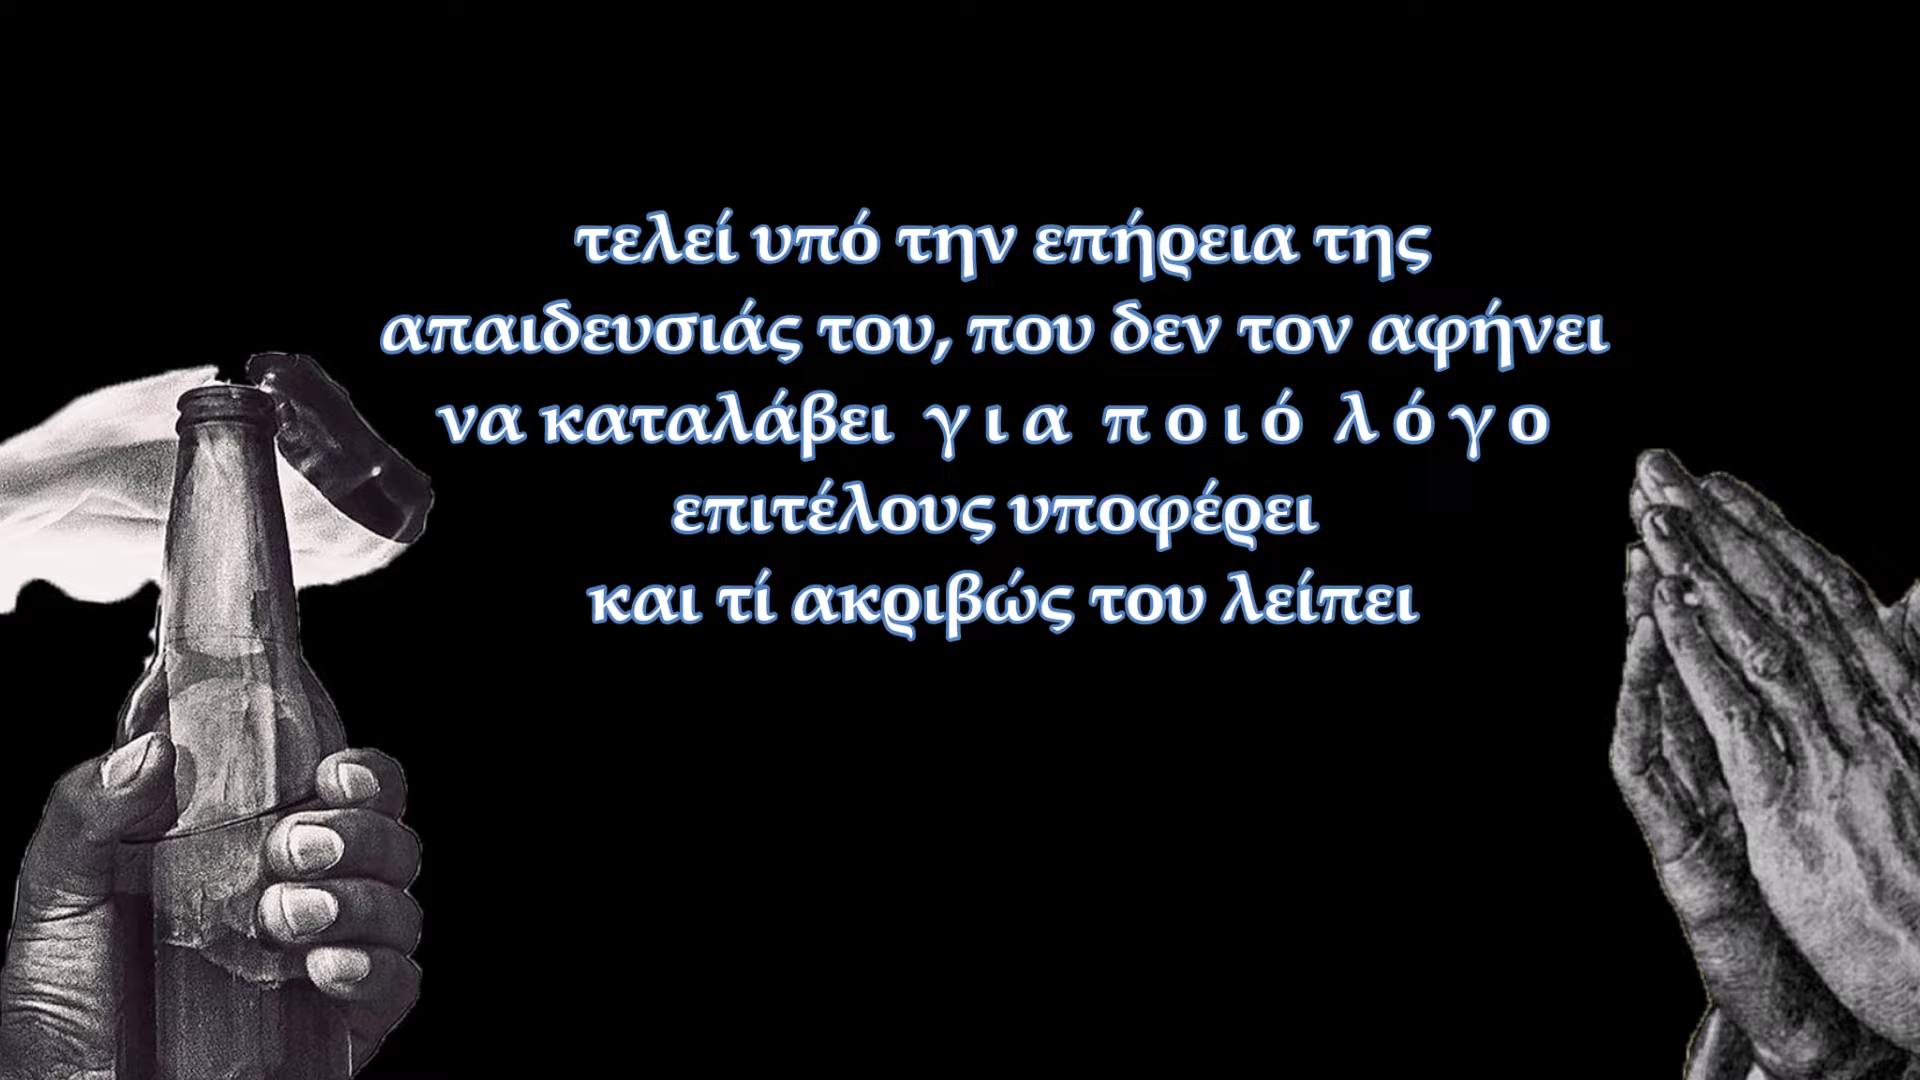 τελεί υπό την επήρεια της
απαιδευσιάς του, που δεν τον αφήνει
να καταλάβει γ ι α π ο ι ό λ ό γ ο
επιτέλους υποφέρει
και τί ακριβώς του λείπει